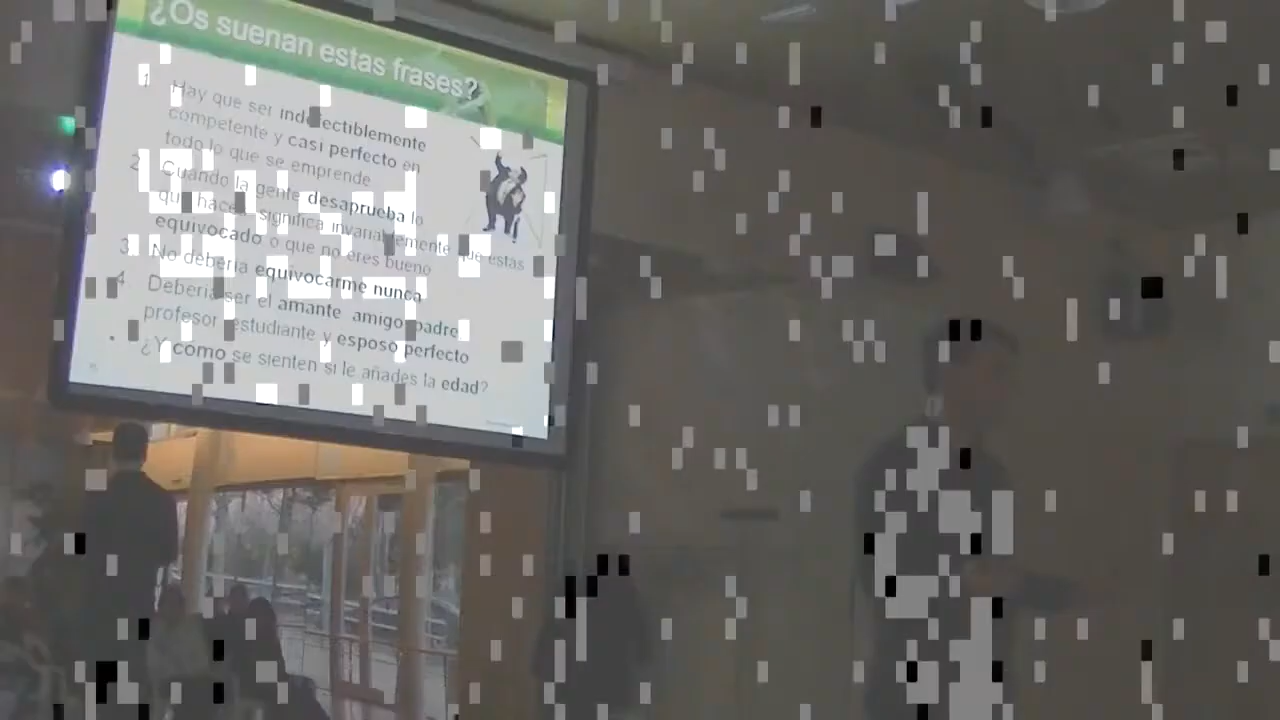 ¿Os suenan estas frases?
1. Hay que ser indefectiblemente
competente y casi perfecto en
todo lo que se emprende
2. Cuando la gente desaprueba lo
que haces, significa invariablemente que estás
equivocado o que no eres bueno
3. No debería equivocarme nunca
4. Debería ser el amante amigo padre
profesor estudiante y esposo perfecto
• ¿Y como se sienten si le añades la edad?